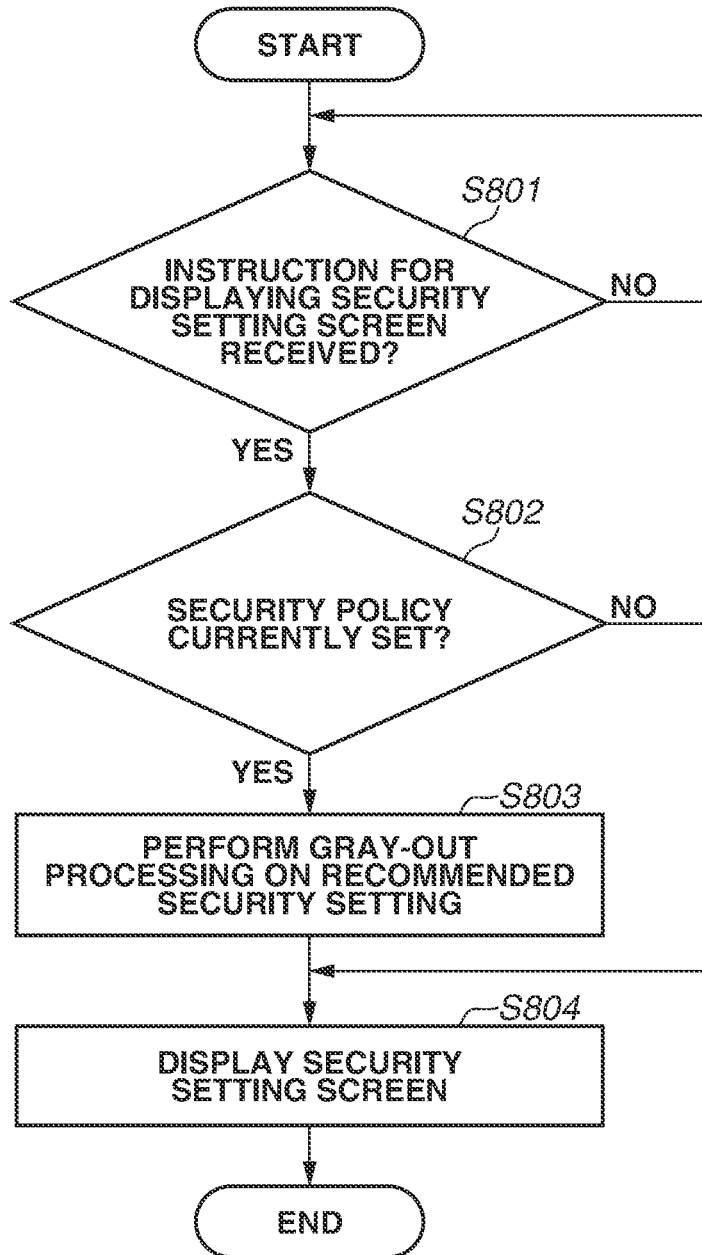 START
S801
INSTRUCTION FOR
DISPLAYING SECURITY
SETTING SCREEN
RECEIVED?
NO
YES
S802
SECURITY POLICY
CURRENTLY SET?
NO
YES
S803
PERFORM GRAY-OUT
PROCESSING ON RECOMMENDED
SECURITY SETTING
S804
DISPLAY SECURITY
SETTING SCREEN
END